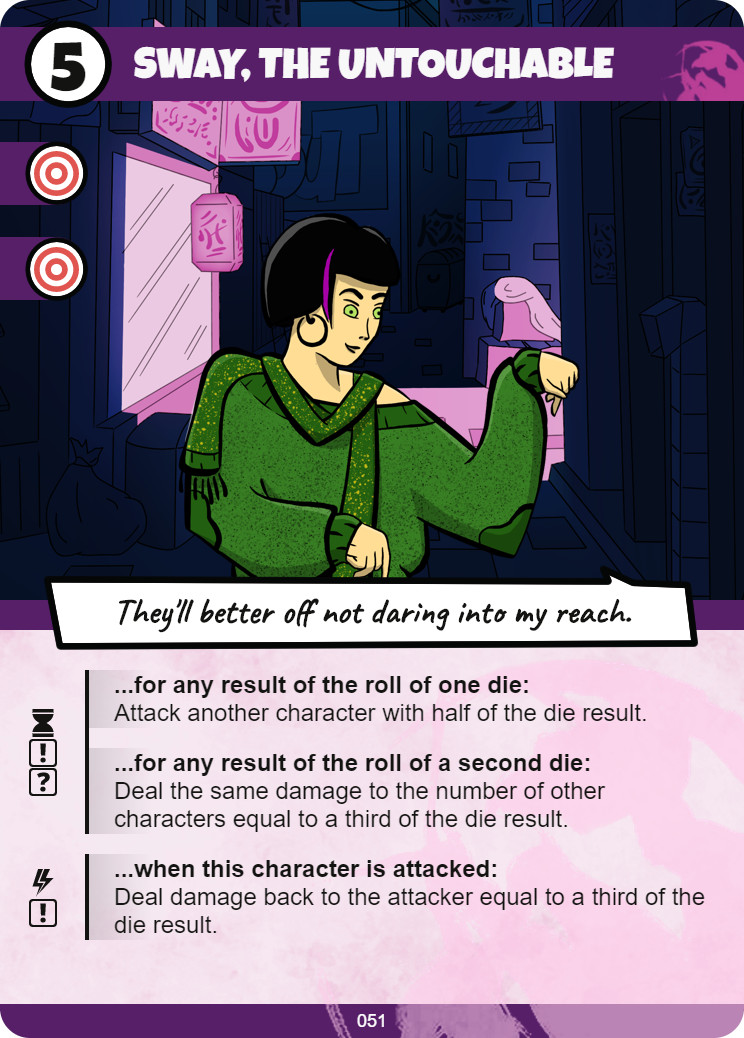 5
SWAY, THE UNTOUCHABLE
They'll better off not daring into my reach.
...for any result of the roll of one die:
Attack another character with half of the die result.
!
?
...for any result of the roll of a second die:
Deal the same damage to the number of other
characters equal to a third of the die result.
...when this character is attacked:
!
Deal damage back to the attacker equal to a third of the
die result.
051